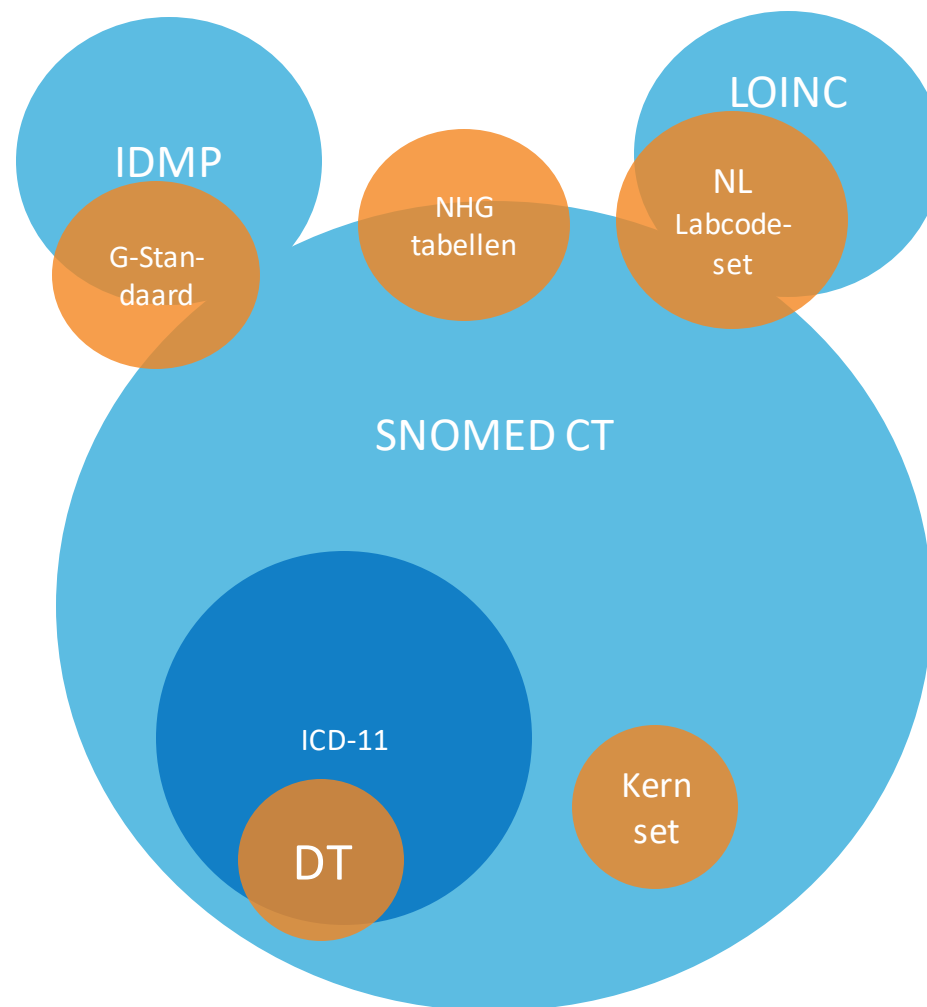 IDMP
G-Stan-
daard
NHG
tabellen
LOINC
NL
Labcode-
set
SNOMED CT
ICD-11
DT
Kern
set